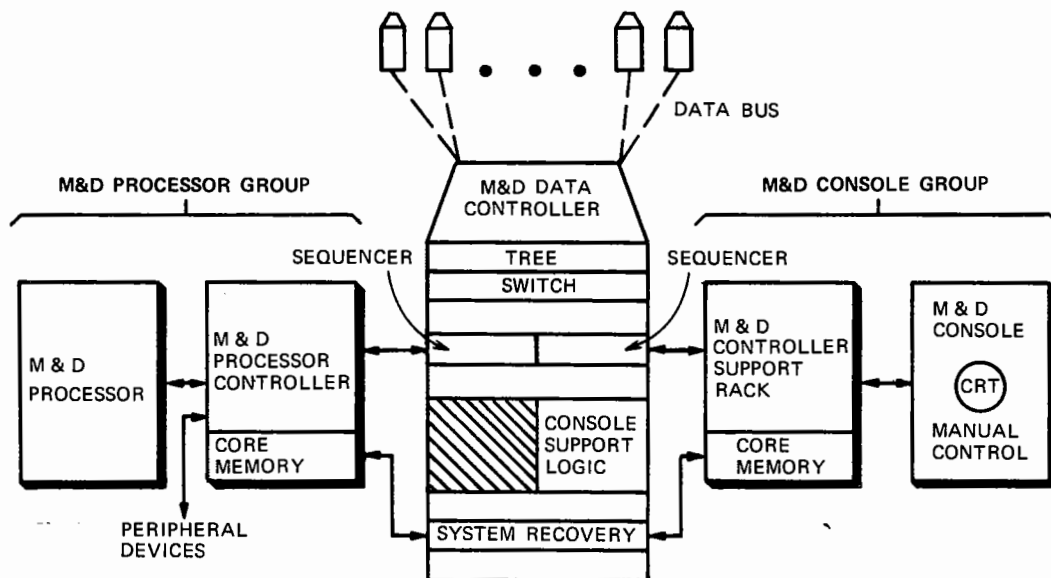 DATA BUS
M&D PROCESSOR GROUP
M&D DATA
CONTROLLER
M&D CONSOLE GROUP
SEQUENCER
TREE
SEQUENCER
SWITCH
M & D
PROCESSOR
M & D
PROCESSOR
CONTROLLER
CORE
MEMORY
PERIPHERAL
DEVICES
CONSOLE
SUPPORT
LOGIC
SYSTEM RECOVERY
M & D
CONTROLLER
SUPPORT
RACK
CORE
MEMORY
M & D
CONSOLE
CRT
MANUAL
CONTROL